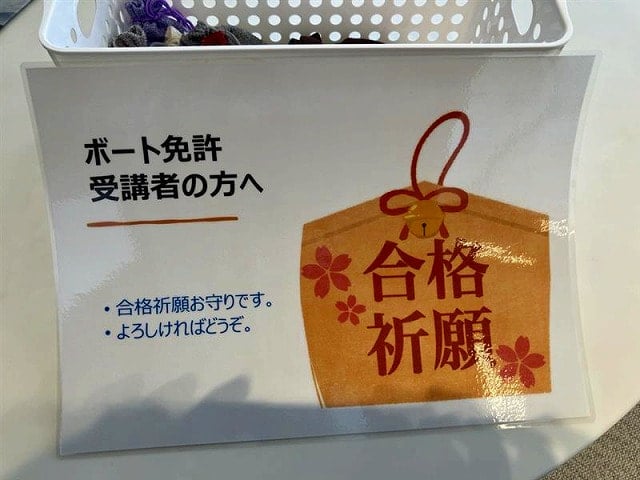 ボート免許
受講者の方へ
・合格祈願お守りです。
・よろしければどうぞ。
合格
祈願